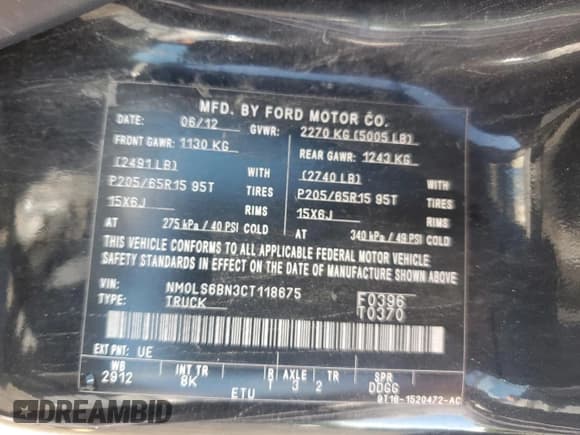 MFD. BY FORD MOTOR CO.
DATE: 06/12 GVWR: 2270 KG (5005 LB)
FRONT GAWR: 1130 KG REAR GAWR: 1243 KG
(2491 LB) WITH (2740 LB) WITH
P205/65R15 95T TIRES P205/65R15 95T TIRES
15X6J RIMS 15X6J RIMS
AT 275 kPa / 40 PSI COLD AT 340 kPa / 49 PSI COLD
THIS VEHICLE CONFORMS TO ALL APPLICABLE FEDERAL MOTOR VEHICLE
SAFETY STANDARDS IN EFFECT ON THE DATE OF MANUFACTURE SHOWN ABOVE.
VIN: NM0LS6BN3CT118675 F0396
TYPE: TRUCK T0370
EXT PNT: UE
WB INT TR R AXLE TR SPR
2912 8K 1 3 2 DDGG
ETU 9T16-1520472-AC
DREAMBID